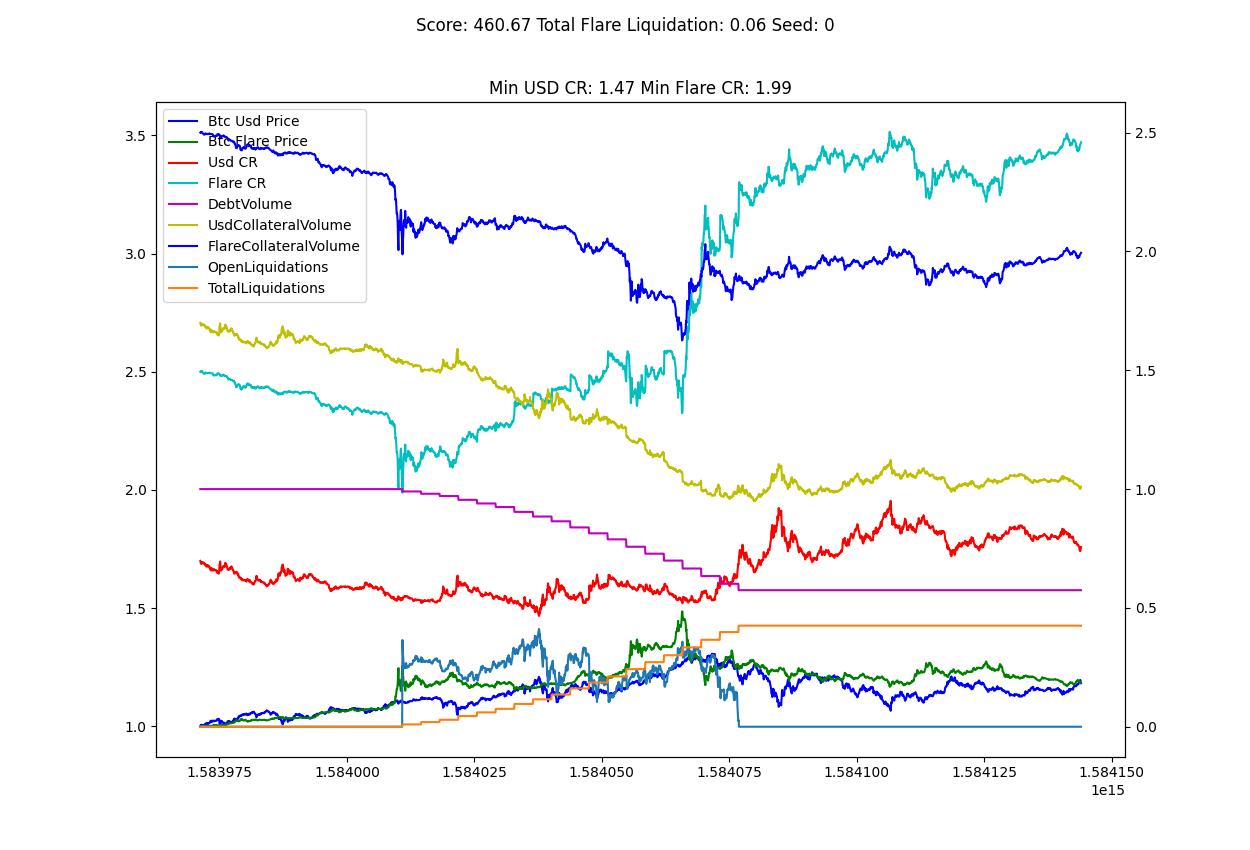 Score: 460.67 Total Flare Liquidation: 0.06 Seed: 0
Min USD CR: 1.47 Min Flare CR: 1.99
Btc Usd Price
Btc Flare Price
Usd CR
Flare CR
DebtVolume
UsdCollateralVolume
FlareCollateralVolume
OpenLiquidations
TotalLiquidations
3.5
3.0
2.5
2.0
1.5
1.0
2.5
2.0
1.5
1.0
0.5
0.0
1.583975 1.584000 1.584025 1.584050 1.584075 1.584100 1.584125 1.584150
1e15